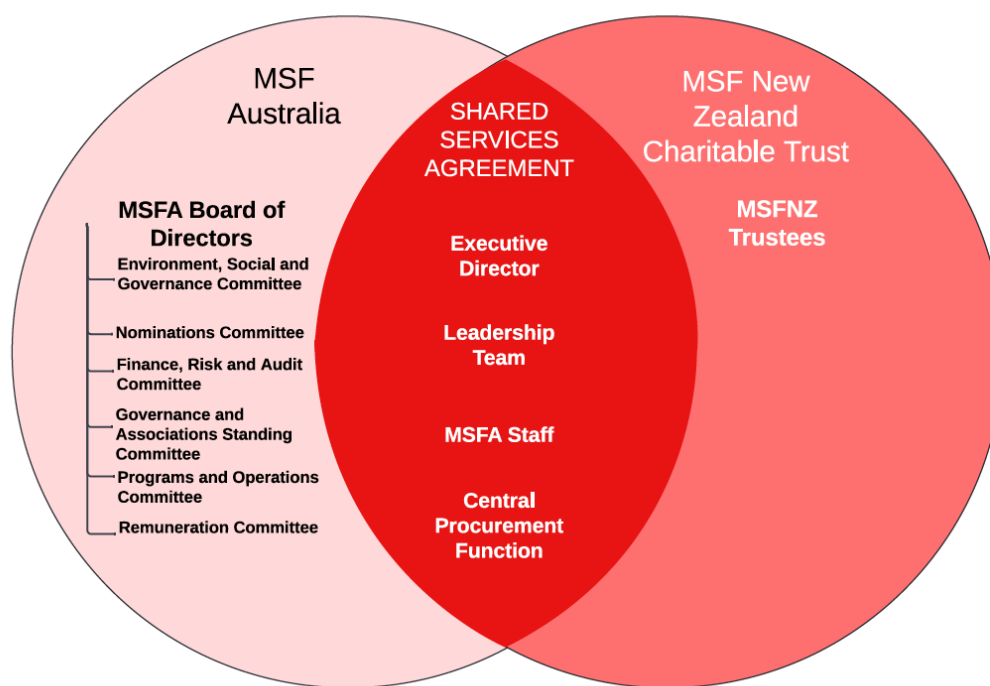 MSF
Australia
MSFA Board of
Directors
Environment, Social and
Governance Committee
Nominations Committee
Finance, Risk and Audit
Committee
Governance and
Associations Standing
Committee
Programs and Operations
Committee
Remuneration Committee
SHARED
SERVICES
AGREEMENT
Executive
Director
Leadership
Team
MSFA Staff
Central
Procurement
Function
MSF New
Zealand
Charitable Trust
MSFNZ
Trustees